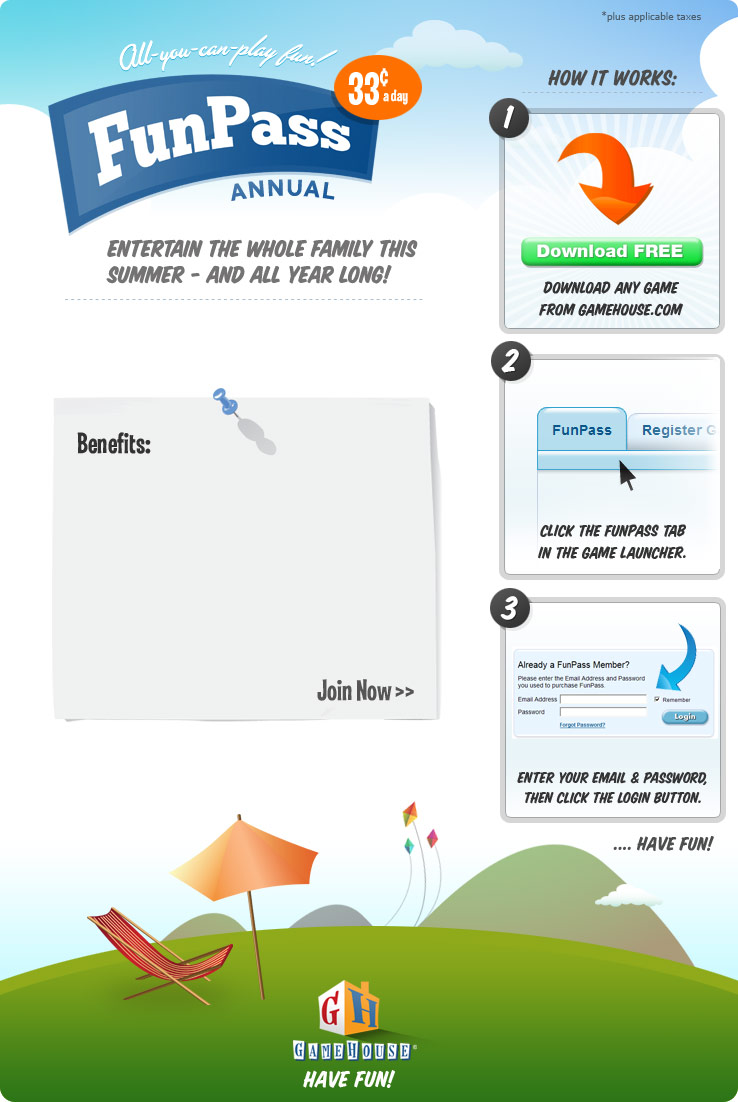 *plus applicable taxes
All-you-can-play fun!
33¢
a day
FunPass
ANNUAL
ENTERTAIN THE WHOLE FAMILY THIS
SUMMER - AND ALL YEAR LONG!
Benefits:
Join Now >>
HOW IT WORKS:
1
Download FREE
DOWNLOAD ANY GAME
FROM GAMEHOUSE.COM
2
FunPass
Register G
CLICK THE FUNPASS TAB
IN THE GAME LAUNCHER.
3
Already a FunPass Member?
Please enter the Email Address and Password
you used to purchase FunPass.
Email Address
Remember
Password
Login
Forgot Password?
ENTER YOUR EMAIL & PASSWORD,
THEN CLICK THE LOGIN BUTTON.
.... HAVE FUN!
GH
GAMEHOUSE®
HAVE FUN!